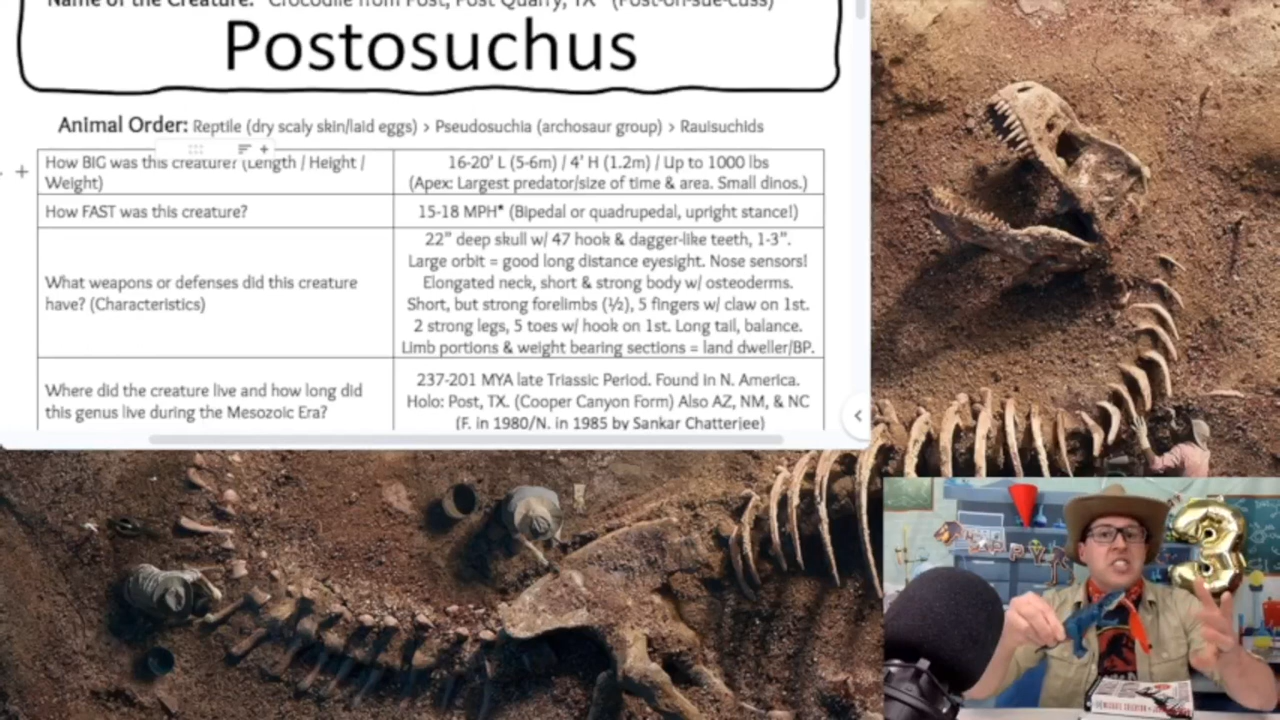 Name of the Creature: "Crocodile from Post, Post Quarry, TX" (Post-oh-sue-cuss)
Postosuchus
Animal Order: Reptile (dry scaly skin/laid eggs) > Pseudosuchia (archosaur group) > Rauisuchids
How BIG was this creature? (Length / Height /
Weight)
16-20' L (5-6m) / 4' H (1.2m) / Up to 1000 lbs
(Apex: Largest predator/size of time & area. Small dinos.)
How FAST was this creature?
15-18 MPH* (Bipedal or quadrupedal, upright stance!)
What weapons or defenses did this creature
have? (Characteristics)
22” deep skull w/ 47 hook & dagger-like teeth, 1-3”.
Large orbit = good long distance eyesight. Nose sensors!
Elongated neck, short & strong body w/ osteoderms.
Short, but strong forelimbs (½), 5 fingers w/ claw on 1st.
2 strong legs, 5 toes w/ hook on 1st. Long tail, balance.
Limb portions & weight bearing sections = land dweller/BP.
Where did the creature live and how long did
this genus live during the Mesozoic Era?
237-201 MYA late Triassic Period. Found in N. America.
Holo: Post, TX. (Cooper Canyon Form) Also AZ, NM, & NC
(F. in 1980/N. in 1985 by Sankar Chatterjee)
3